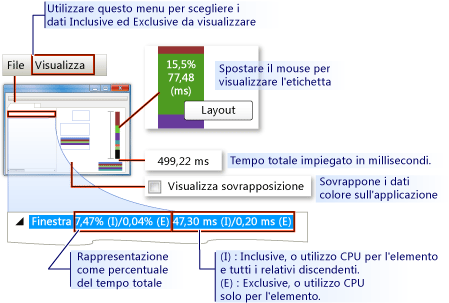 Utilizzare questo menu per scegliere i
dati Inclusive ed Exclusive da visualizzare
File Visualizza
15,5%
77,48
(ms)
Layout
Spostare il mouse per
visualizzare l'etichetta
499,22 ms
Tempo totale impiegato in millisecondi.
Visualizza sovrapposizione
Sovrappone i dati
colore sull'applicazione
Finestra 7,47% (I)/0,04% (E) 47,30 ms (I)/0,20 ms (E)
Rappresentazione
come percentuale
del tempo totale
(I) : Inclusive, o utilizzo CPU per l'elemento
e tutti i relativi discendenti.
(E) : Exclusive, o utilizzo CPU
solo per l'elemento.